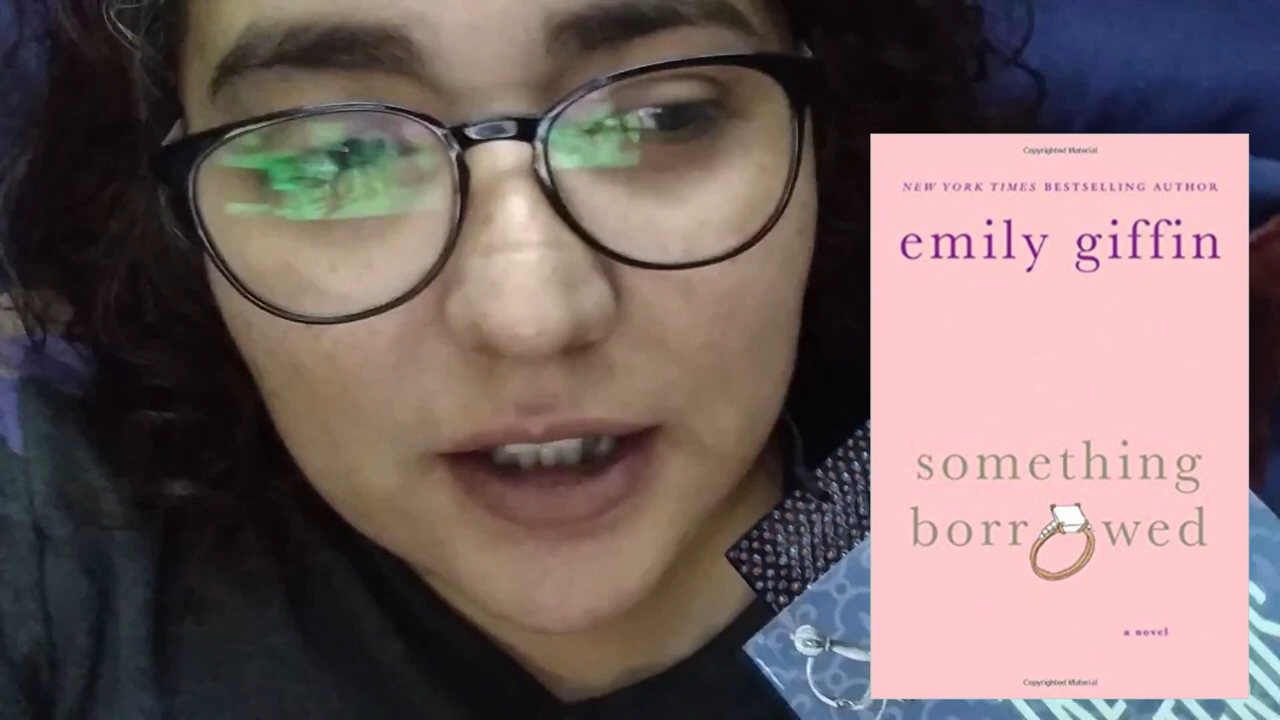 Copyrighted Material
NEW YORK TIMES BESTSELLING AUTHOR
emily giffin
something
borrowed
a novel
Copyrighted Material